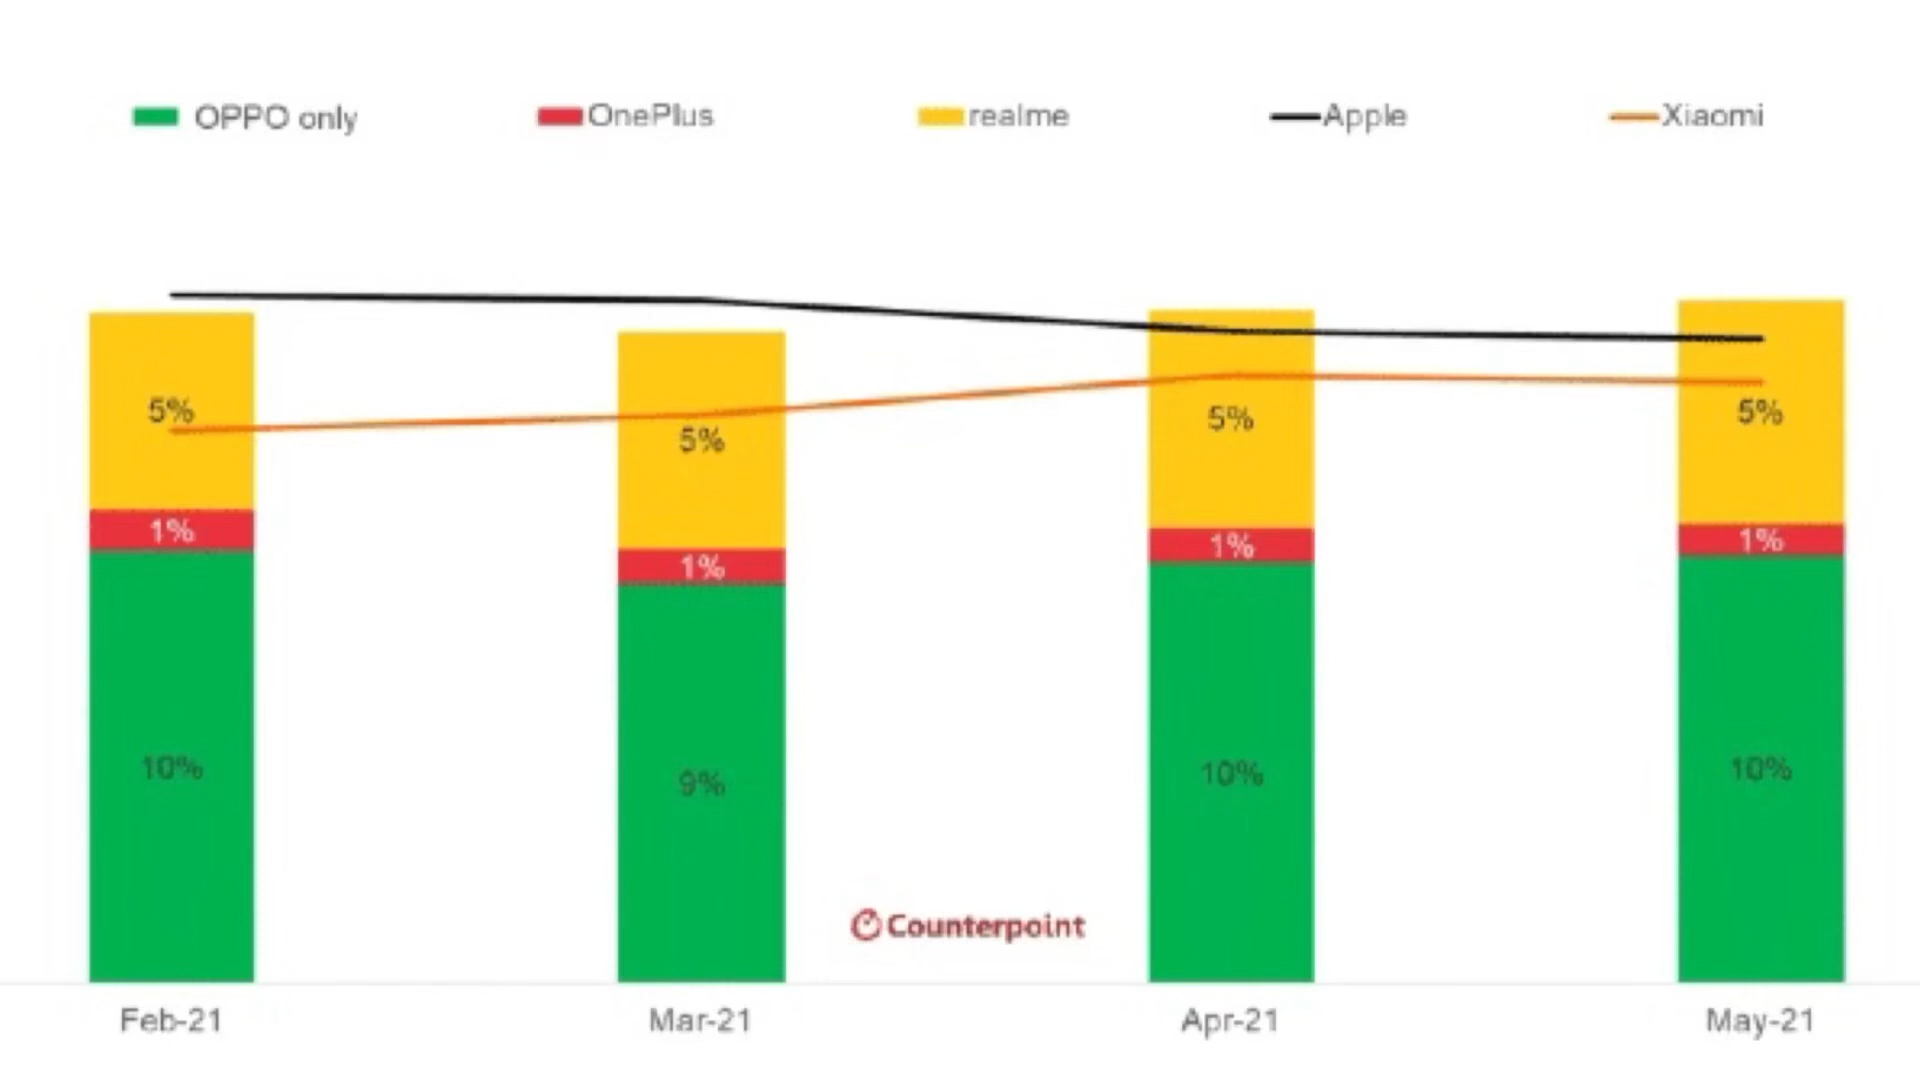 OPPO only OnePlus realme Apple Xiaomi
5% 5% 5% 5%
1% 1% 1% 1%
10% 9% 10% 10%
Counterpoint
Feb-21 Mar-21 Apr-21 May-21